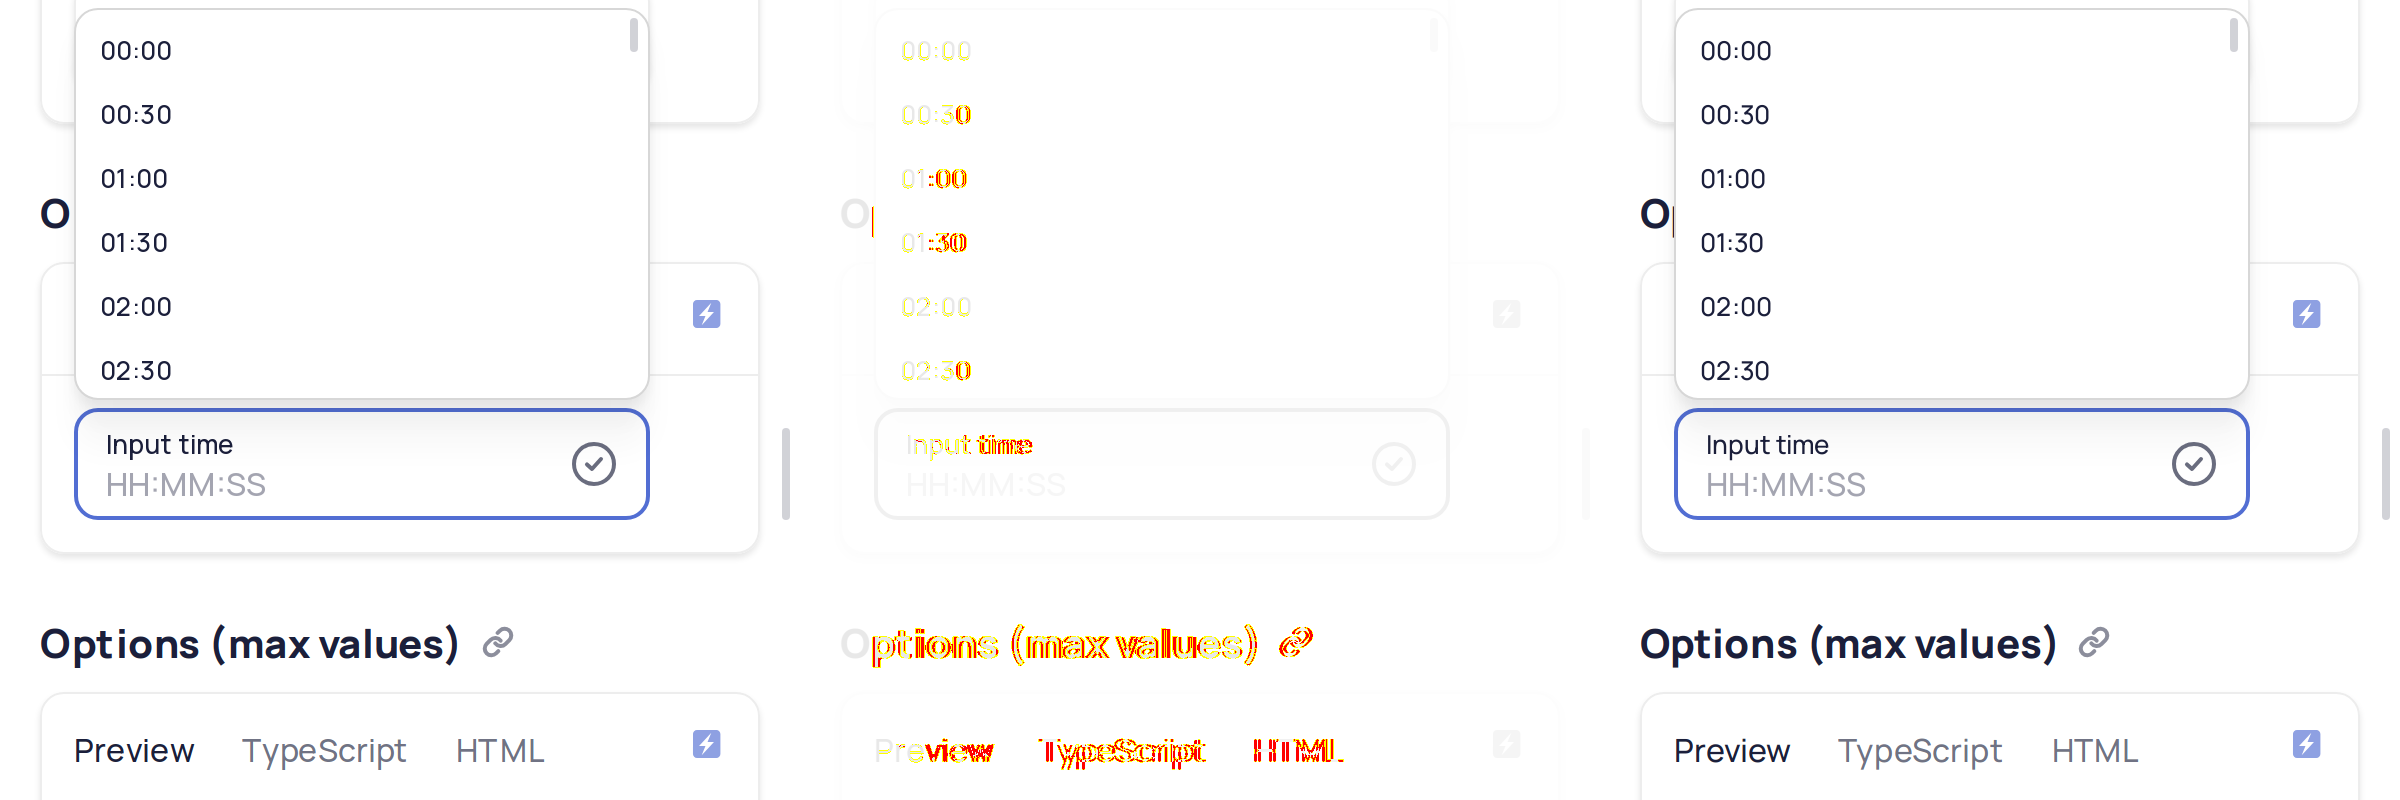 00:00 00:00 00:00
00:30 00:30 00:30
01:00 01:00 01:00
O Op Op
01:30 01:30 01:30
02:00 02:00 02:00
02:30 02:30 02:30
Input time Input time Input time
HH:MM:SS HH:MM:SS HH:MM:SS
Options (max values) Options (max values) Options (max values)
Preview TypeScript HTML Preview TypeScript HTML Preview TypeScript HTML